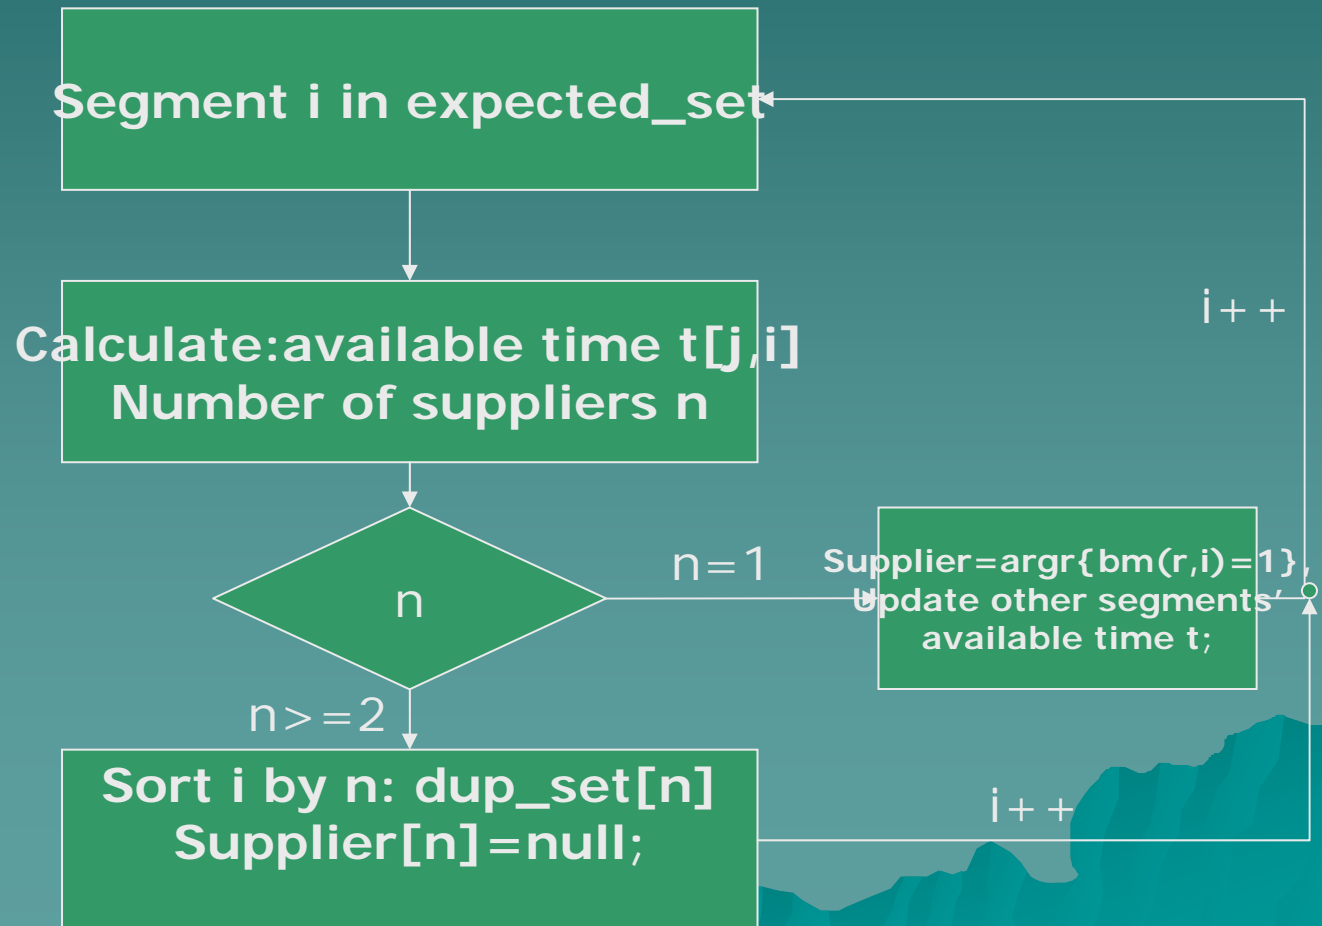 Segment i in expected_set
i++
Calculate:available time t[j,i]
Number of suppliers n
n
n=1
Supplier=argr{bm(r,i)=1},
Update other segments’
available time t;
n>=2
Sort i by n: dup_set[n]
Supplier[n]=null;
i++